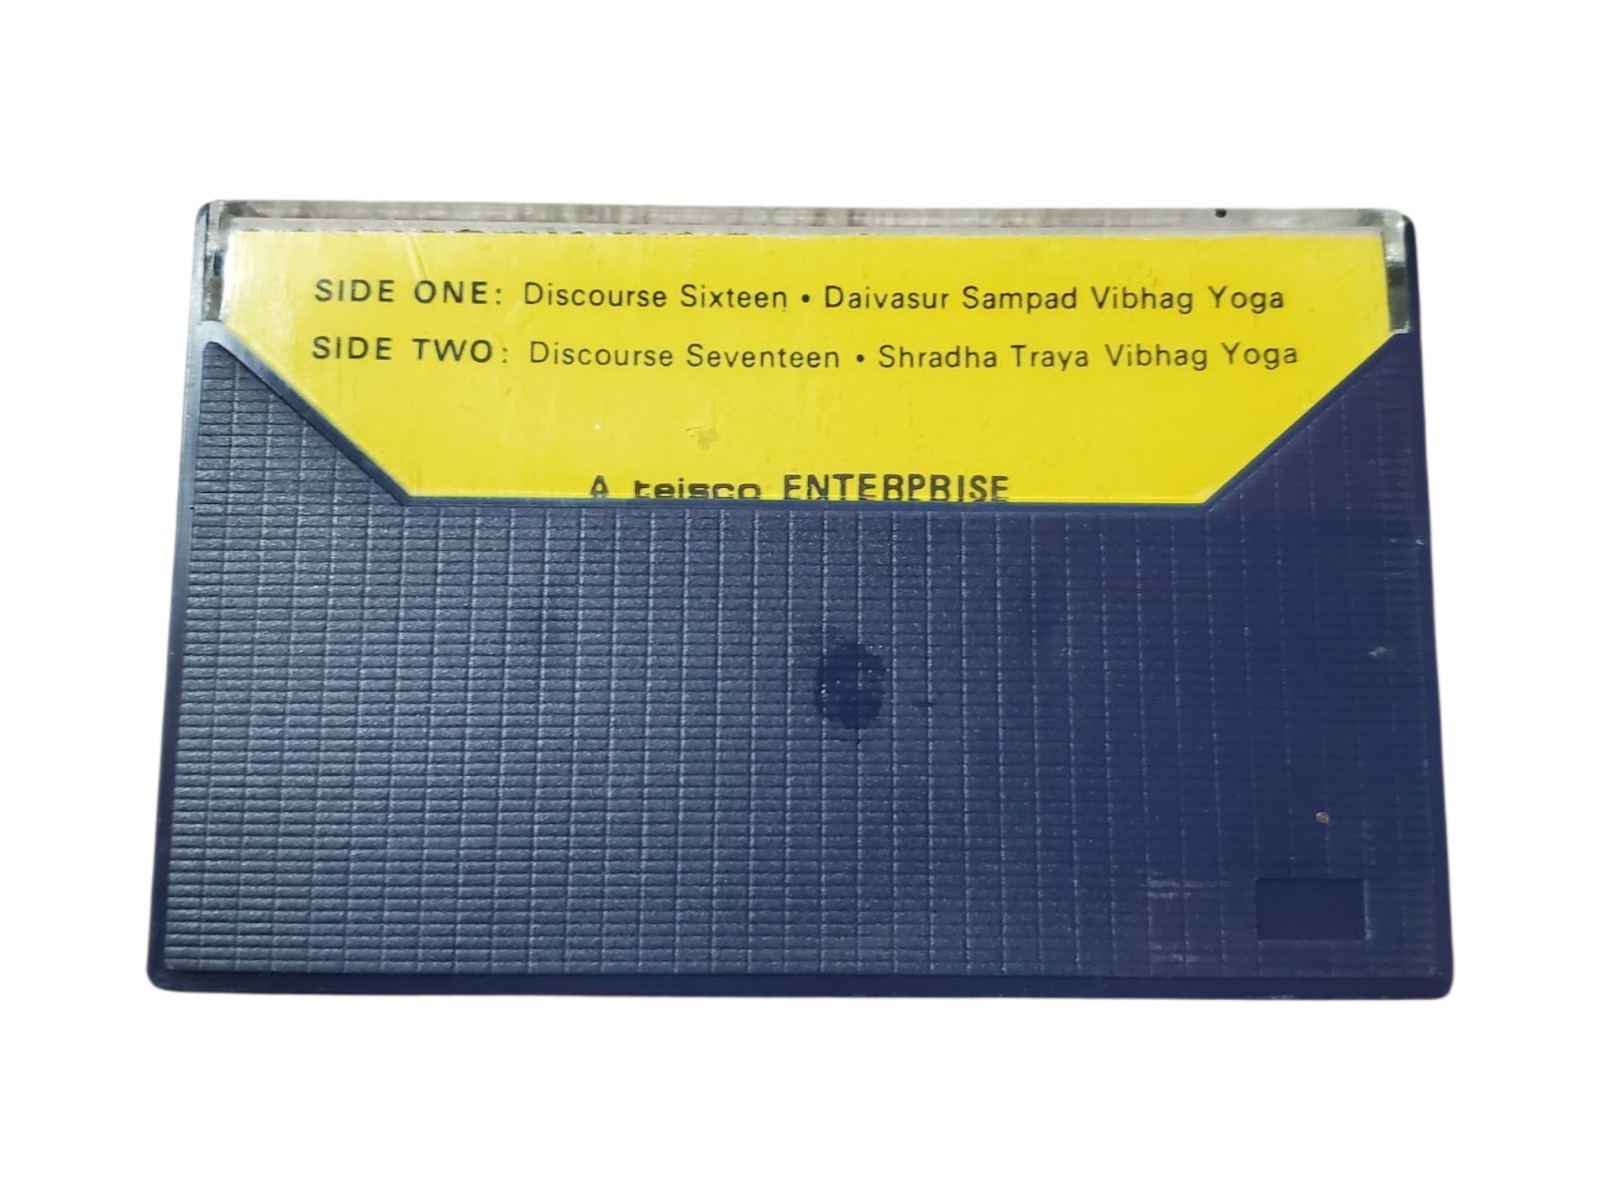 SIDE ONE: Discourse Sixteen • Daivasur Sampad Vibhag Yoga
SIDE TWO: Discourse Seventeen • Shradha Traya Vibhag Yoga
A teisco ENTERPRISE